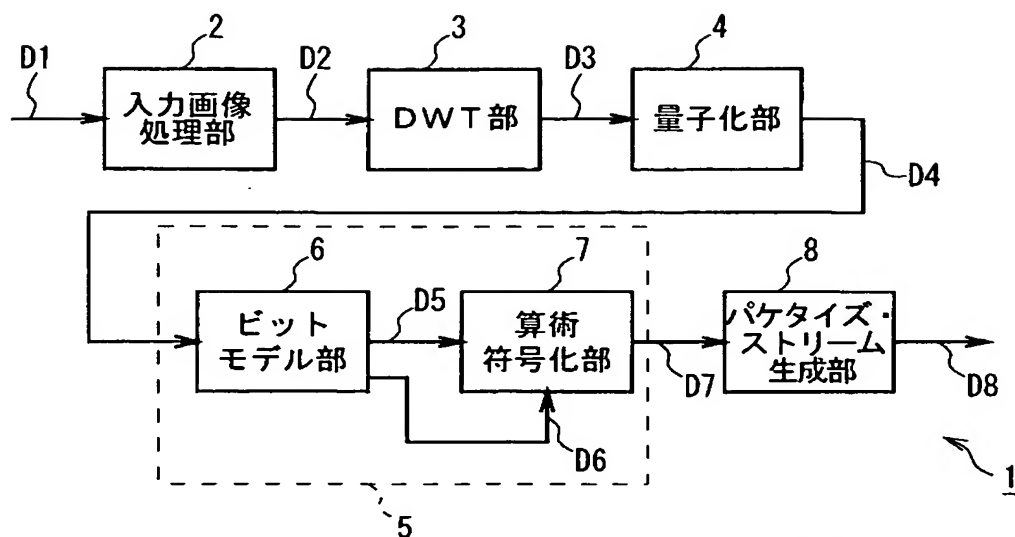 2
3
4
D1
D2
D3
入力画像
処理部
DWT部
量子化部
D4
6
7
8
D5
ビット
モデル部
算術
符号化部
パケタイズ・
ストリーム
生成部
D7
D8
D6
5
1